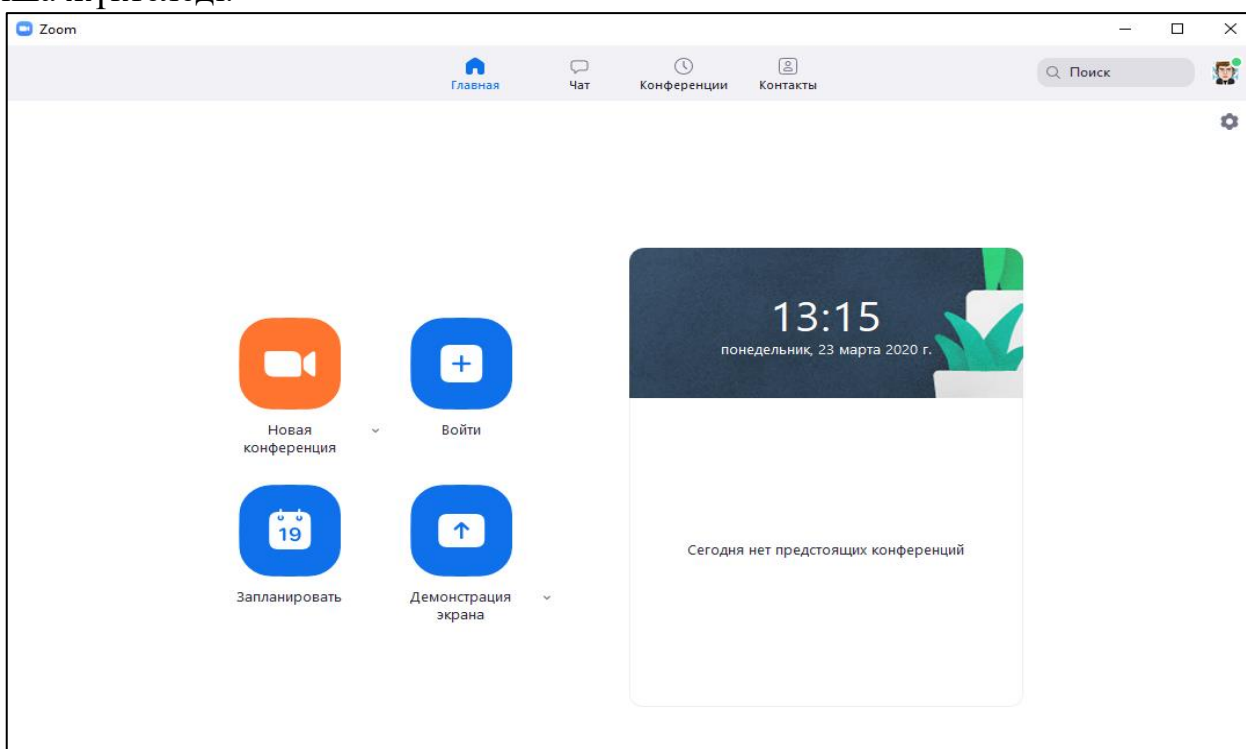 Zoom
Главная
Чат
Конференции
Контакты
Поиск
13:15
понедельник, 23 марта 2020 г.
Новая
конференция
Войти
19
Запланировать
Демонстрация
экрана
Сегодня нет предстоящих конференций